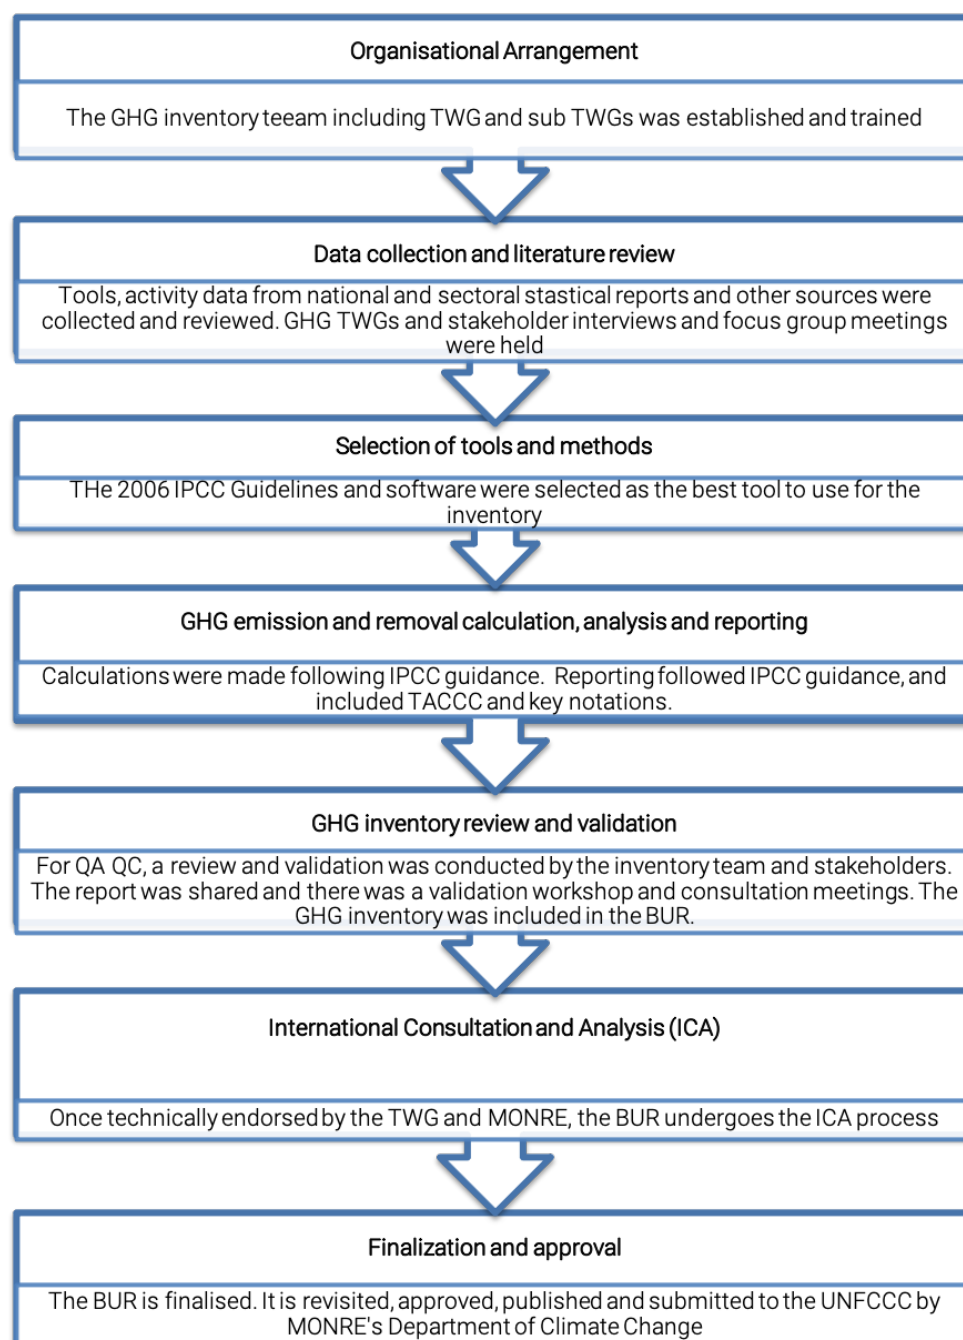 Organisational Arrangement
The GHG inventory teeam including TWG and sub TWGs was established and trained
Data collection and literature review
Tools, activity data from national and sectoral stastical reports and other sources were
collected and reviewed. GHG TWGs and stakeholder interviews and focus group meetings
were held
Selection of tools and methods
THe 2006 IPCC Guidelines and software were selected as the best tool to use for the
inventory
GHG emission and removal calculation, analysis and reporting
Calculations were made following IPCC guidance. Reporting followed IPCC guidance, and
included TACCC and key notations.
GHG inventory review and validation
For QA QC, a review and validation was conducted by the inventory team and stakeholders.
The report was shared and there was a validation workshop and consultation meetings. The
GHG inventory was included in the BUR.
International Consultation and Analysis (ICA)
Once technically endorsed by the TWG and MONRE, the BUR undergoes the ICA process
Finalization and approval
The BUR is finalised. It is revisited, approved, published and submitted to the UNFCCC by
MONRE's Department of Climate Change